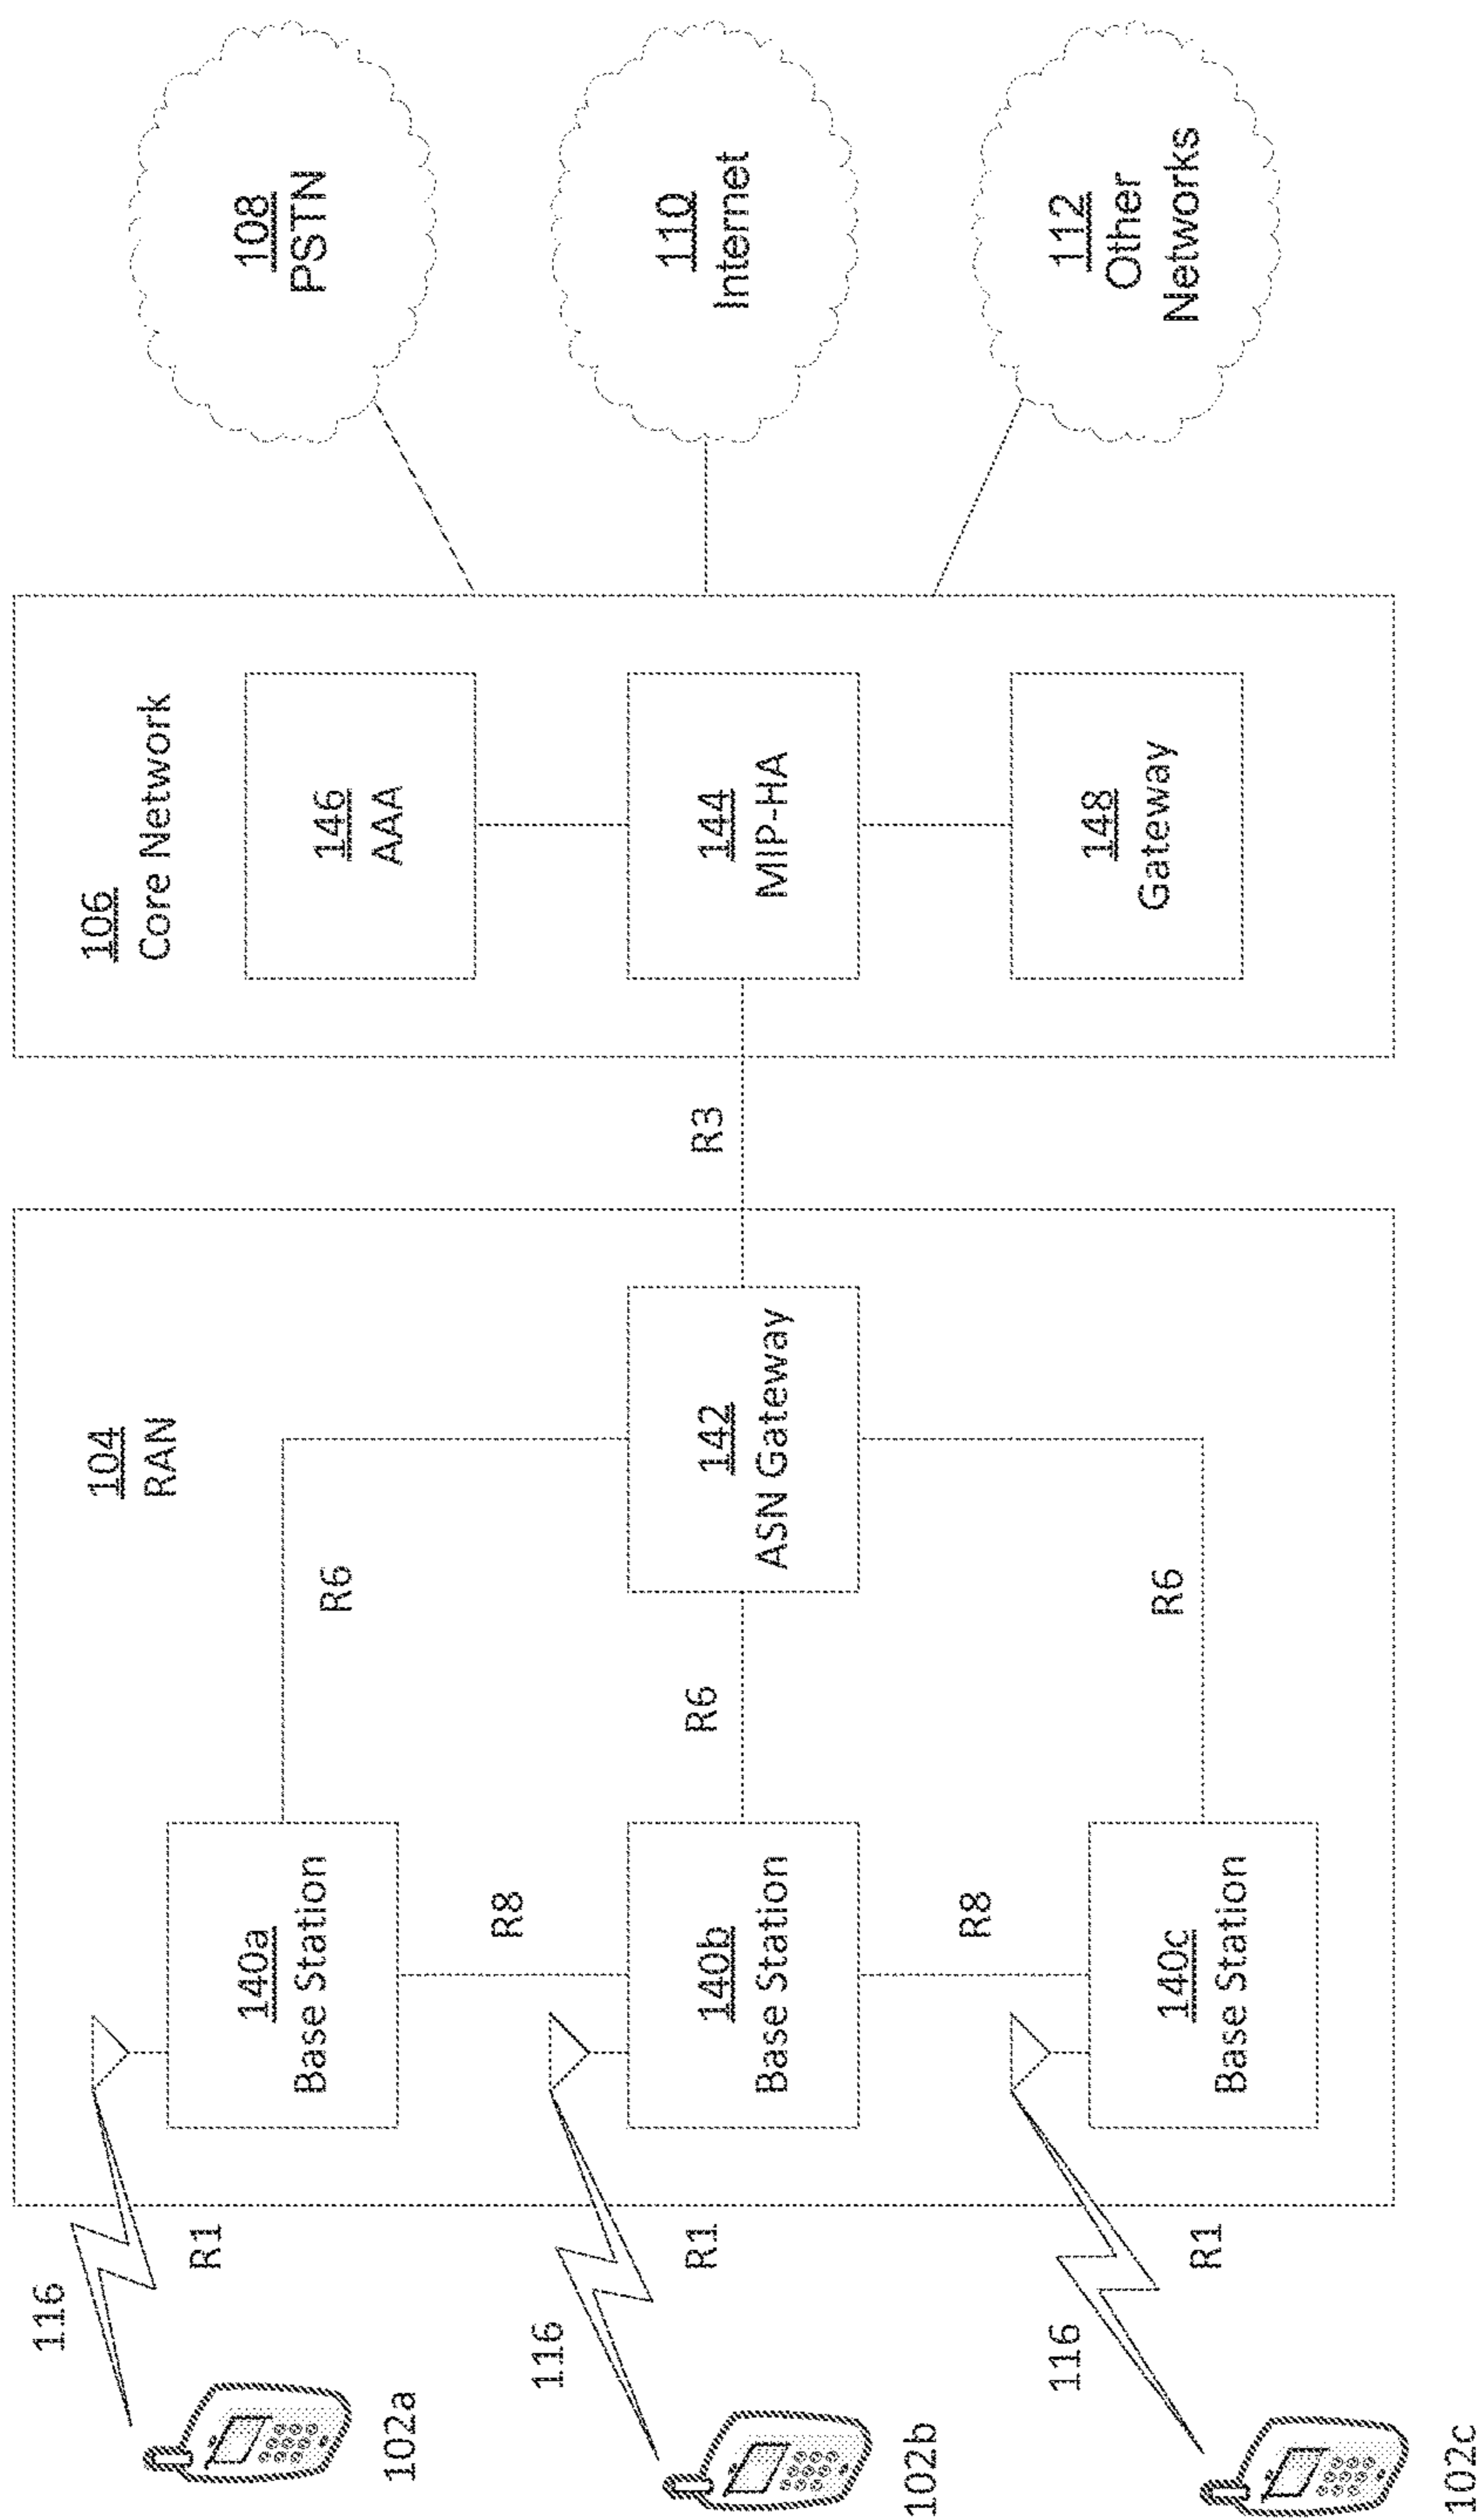 116
102a
R1
140a
Base Station
R6
104
RAN
106
Core Network
146
AAA
108
PSTN
R8
116
102b
R1
140b
Base Station
R6
142
ASN Gateway
R3
144
MIP-HA
110
Internet
R8
116
102c
R1
140c
Base Station
R6
148
Gateway
112
Other
Networks